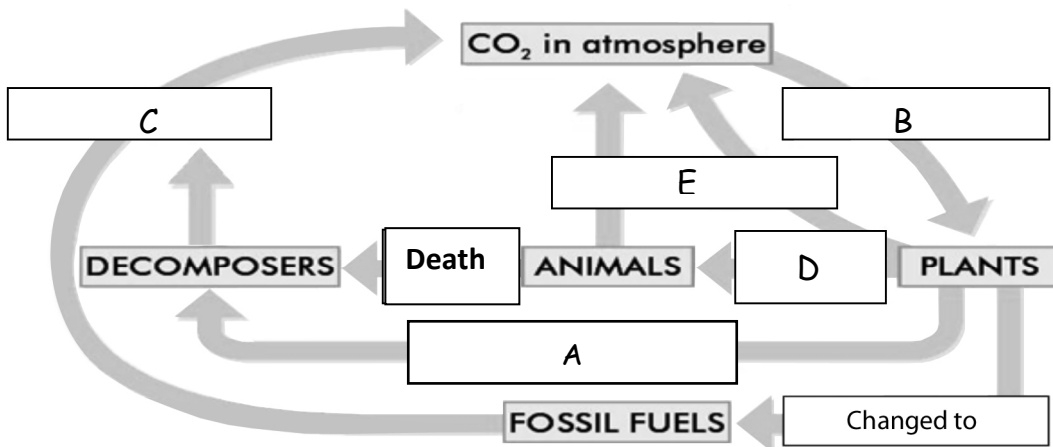 CO₂ in atmosphere
C
B
E
DECOMPOSERS
Death
ANIMALS
D
PLANTS
A
FOSSIL FUELS
Changed to